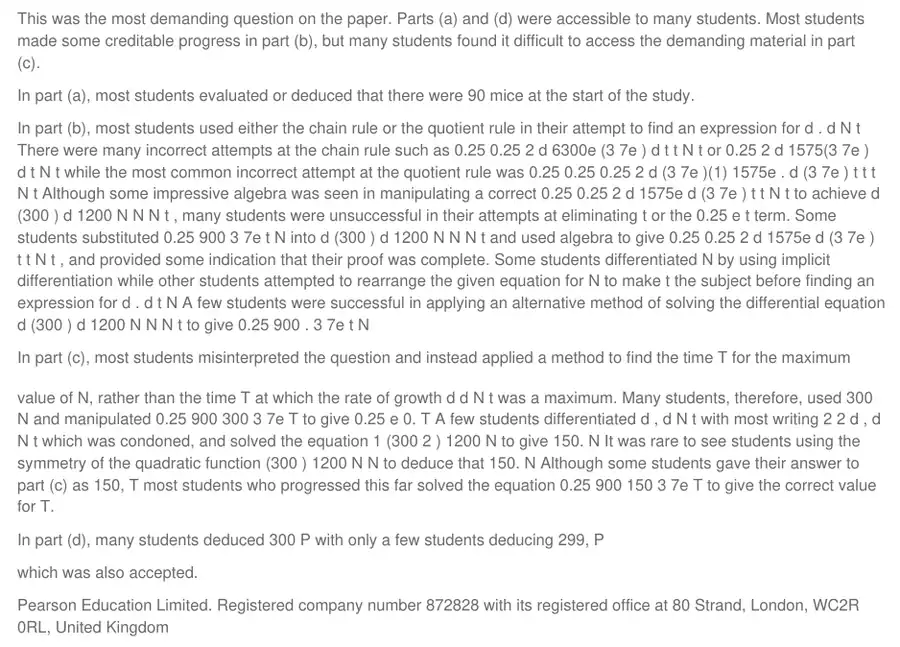 This was the most demanding question on the paper. Parts (a) and (d) were accessible to many students. Most students
made some creditable progress in part (b), but many students found it difficult to access the demanding material in part
(c).
In part (a), most students evaluated or deduced that there were 90 mice at the start of the study.
In part (b), most students used either the chain rule or the quotient rule in their attempt to find an expression for d . d N t
There were many incorrect attempts at the chain rule such as 0.25 0.25 2 d 6300e (3 7e ) d t t N t or 0.25 2 d 1575(3 7e )
d t N t while the most common incorrect attempt at the quotient rule was 0.25 0.25 0.25 2 d (3 7e )(1) 1575e . d (3 7e ) t t t
N t Although some impressive algebra was seen in manipulating a correct 0.25 0.25 2 d 1575e d (3 7e ) t t N t to achieve d
(300 ) d 1200 N N N t , many students were unsuccessful in their attempts at eliminating t or the 0.25 e t term. Some
students substituted 0.25 900 3 7e t N into d (300 ) d 1200 N N N t and used algebra to give 0.25 0.25 2 d 1575e d (3 7e )
t t N t , and provided some indication that their proof was complete. Some students differentiated N by using implicit
differentiation while other students attempted to rearrange the given equation for N to make t the subject before finding an
expression for d . d t N A few students were successful in applying an alternative method of solving the differential equation
d (300 ) d 1200 N N N t to give 0.25 900 . 3 7e t N
In part (c), most students misinterpreted the question and instead applied a method to find the time T for the maximum
value of N, rather than the time T at which the rate of growth d d N t was a maximum. Many students, therefore, used 300
N and manipulated 0.25 900 300 3 7e T to give 0.25 e 0. T A few students differentiated d , d N t with most writing 2 2 d , d
N t which was condoned, and solved the equation 1 (300 2 ) 1200 N to give 150. N It was rare to see students using the
symmetry of the quadratic function (300 ) 1200 N N to deduce that 150. N Although some students gave their answer to
part (c) as 150, T most students who progressed this far solved the equation 0.25 900 150 3 7e T to give the correct value
for T.
In part (d), many students deduced 300 P with only a few students deducing 299, P
which was also accepted.
Pearson Education Limited. Registered company number 872828 with its registered office at 80 Strand, London, WC2R
0RL, United Kingdom